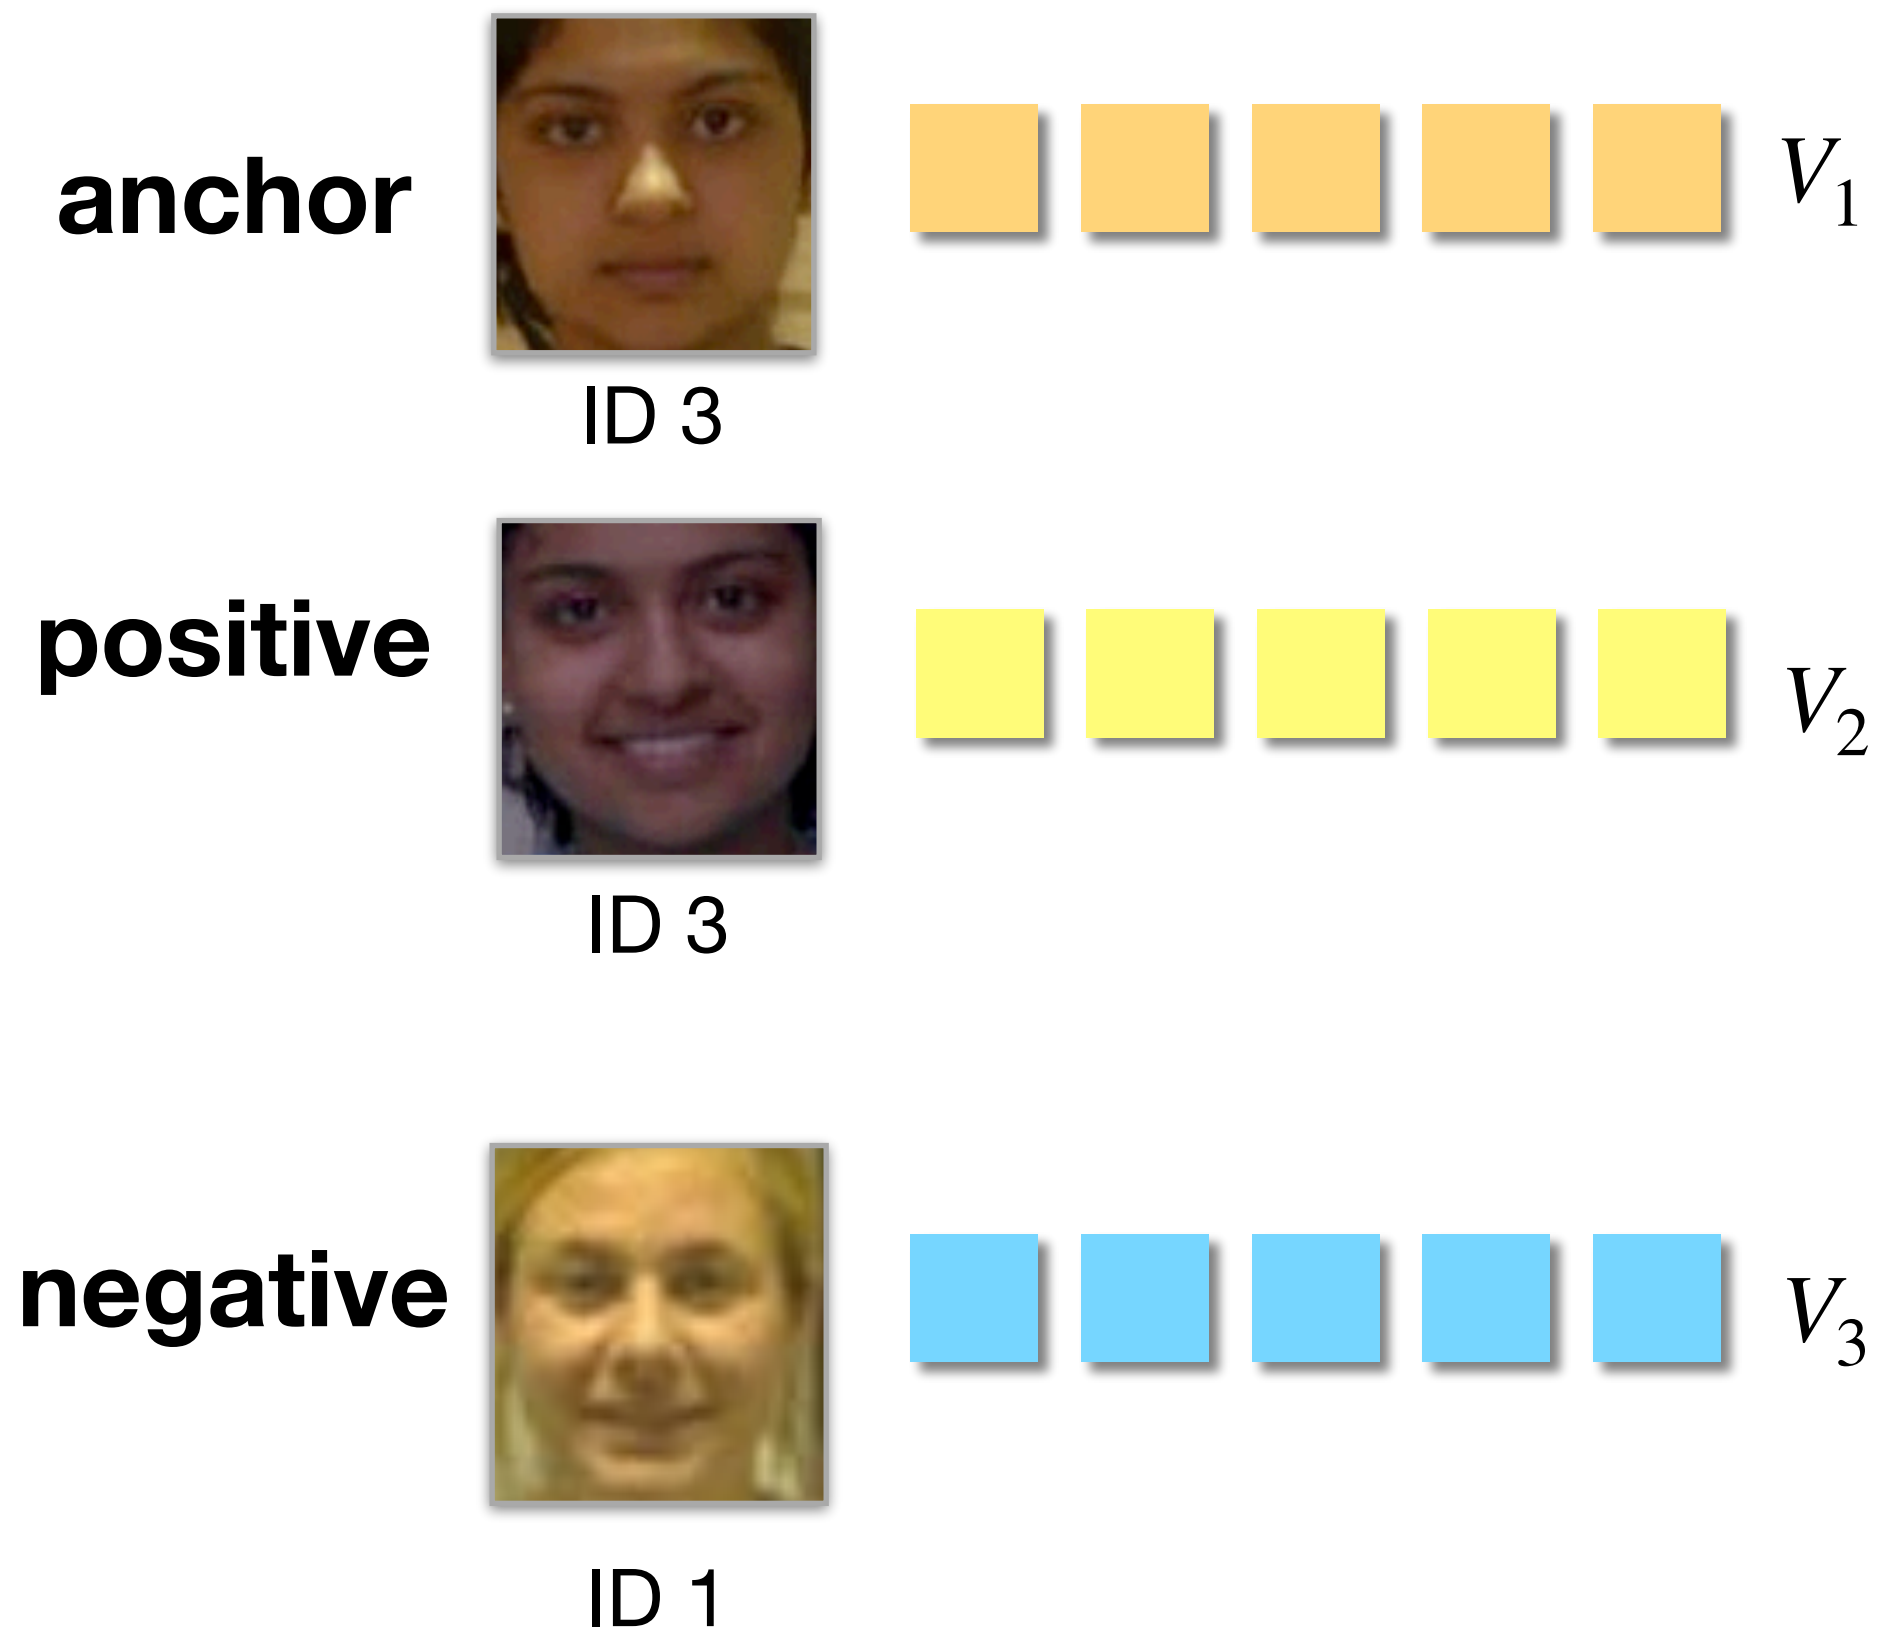 anchor
V1
ID 3
positive
V2
ID 3
negative
V3
ID 1